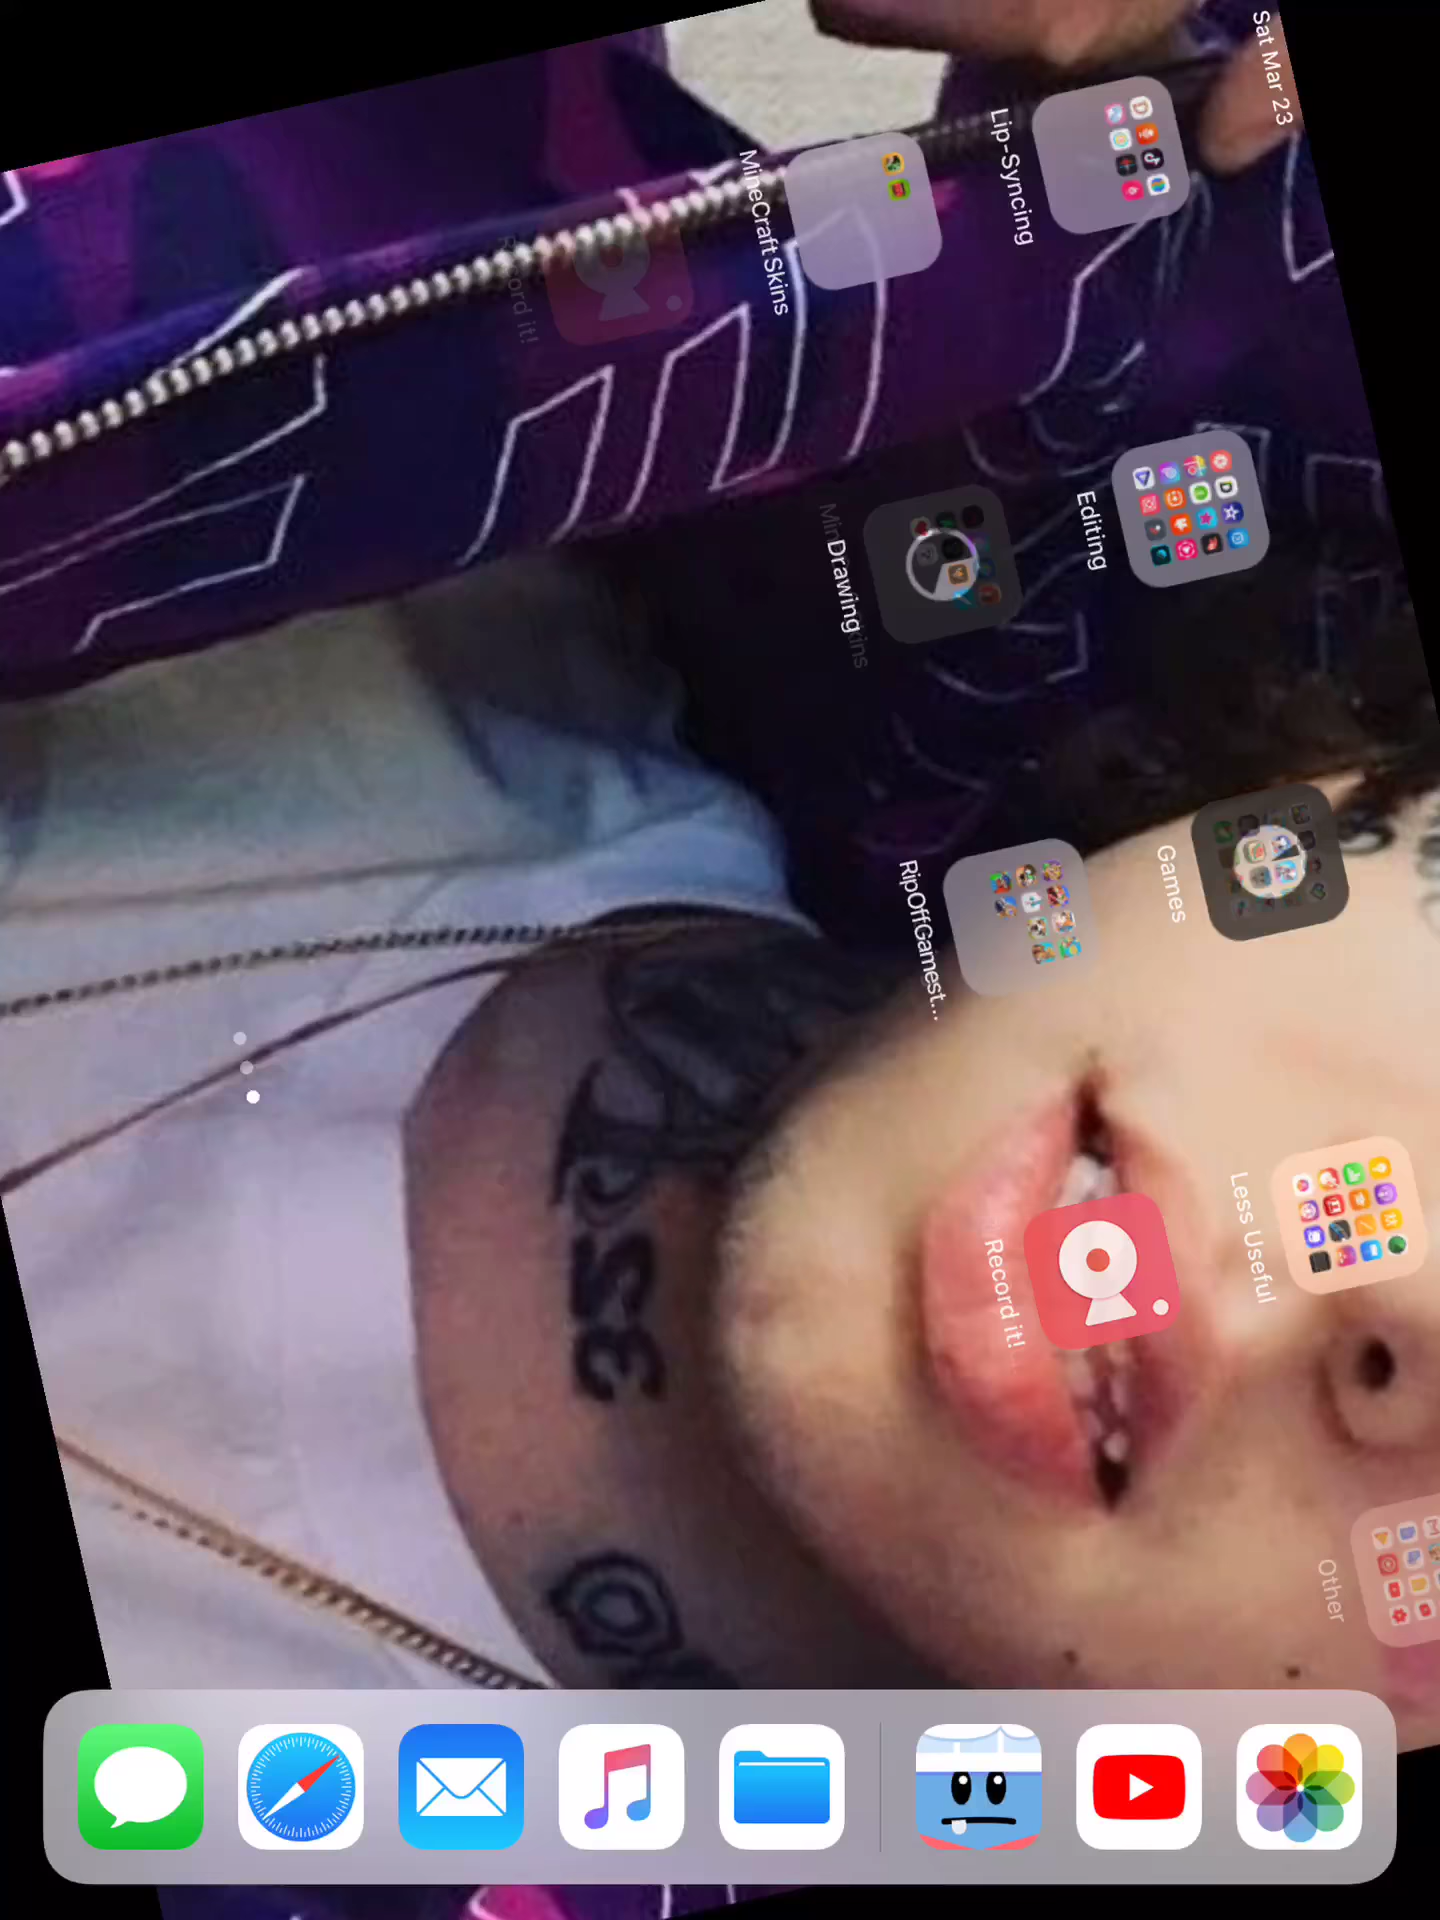 Sat Mar 23
Lip-Syncing
Editing
Games
Less Useful
Other
MineCraft Skins
Drawing
RipOffGamest...
Record it!